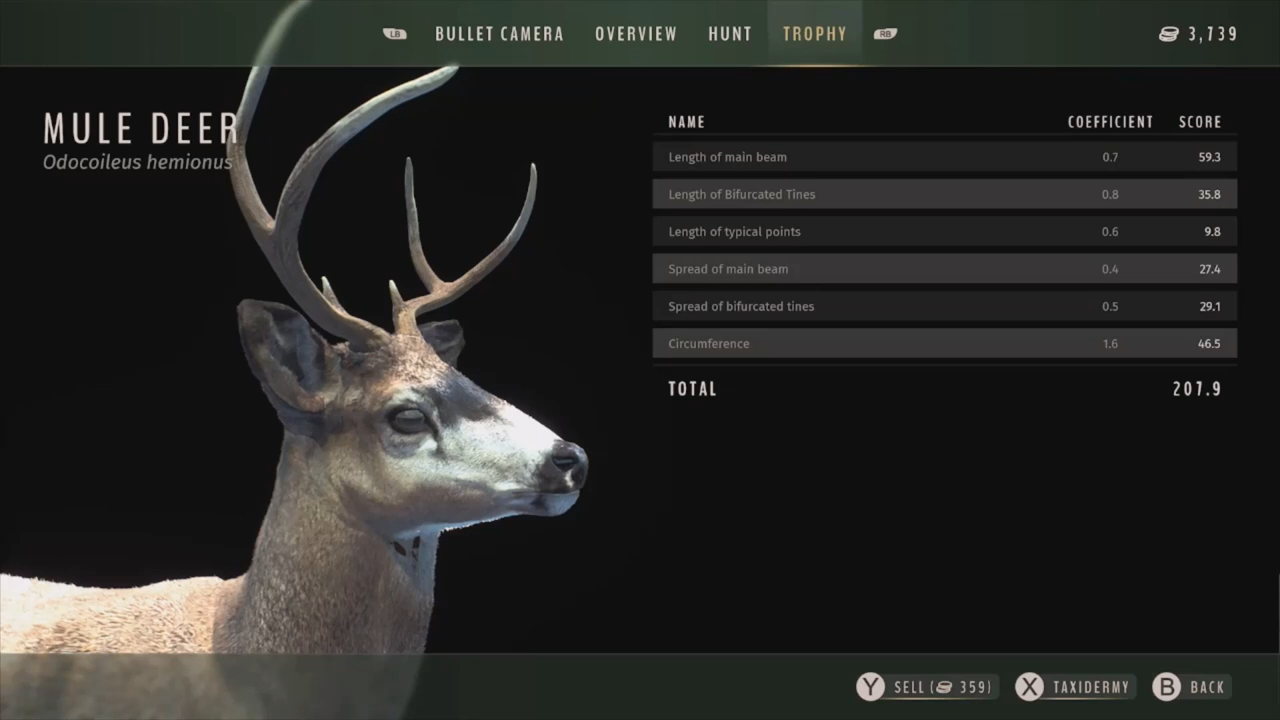 LB BULLET CAMERA OVERVIEW HUNT TROPHY RB 3,739
MULE DEER
Odocoileus hemionus
NAME COEFFICIENT SCORE
Length of main beam 0.7 59.3
Length of Bifurcated Tines 0.8 35.8
Length of typical points 0.6 9.8
Spread of main beam 0.4 27.4
Spread of bifurcated tines 0.5 29.1
Circumference 1.6 46.5
TOTAL 207.9
Y SELL ( 359) X TAXIDERMY B BACK